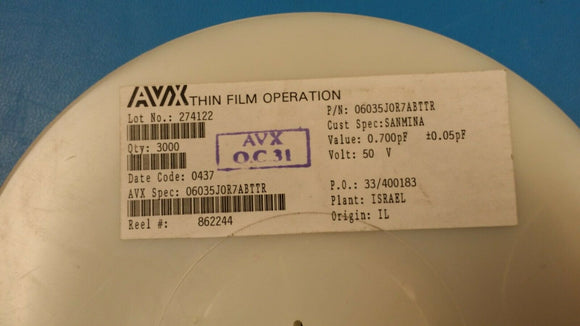 AVX THIN FILM OPERATION
Lot No.: 274122
Qty: 3000
Date Code: 0437
AVX Spec: 06035J0R7ABTTR
Reel #: 862244
AVX
O.C 31
P/N: 06035J0R7ABTTR
Cust Spec:SANMINA
Value: 0.700pF ±0.05pF
Volt: 50 V
P.O.: 33/400183
Plant: ISRAEL
Origin: IL